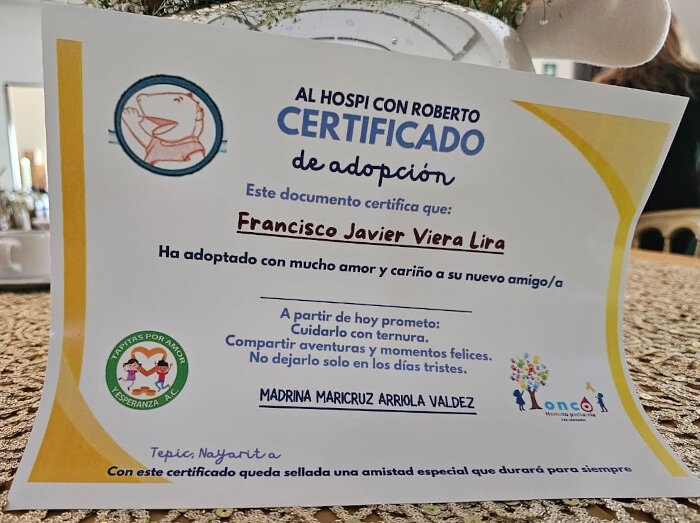 AL HOSPI CON ROBERTO
CERTIFICADO
de adopción
Este documento certifica que:
Francisco Javier Viera Lira
Ha adoptado con mucho amor y cariño a su nuevo amigo/a
A partir de hoy prometo:
Cuidarlo con ternura.
Compartir aventuras y momentos felices.
No dejarlo solo en los días tristes.
TAPITAS POR AMOR
Y ESPERANZA A.C.
MADRINA MARICRUZ ARRIOLA VALDEZ
onco
Hemato pediatría
Tepic, Nayarit a
Con este certificado queda sellada una amistad especial que durará para siempre